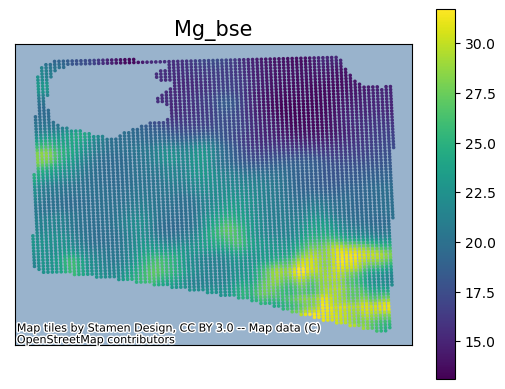 Mg_bse
30.0
27.5
25.0
22.5
20.0
17.5
15.0
Map tiles by Stamen Design, CC BY 3.0 -- Map data (C)
OpenStreetMap contributors